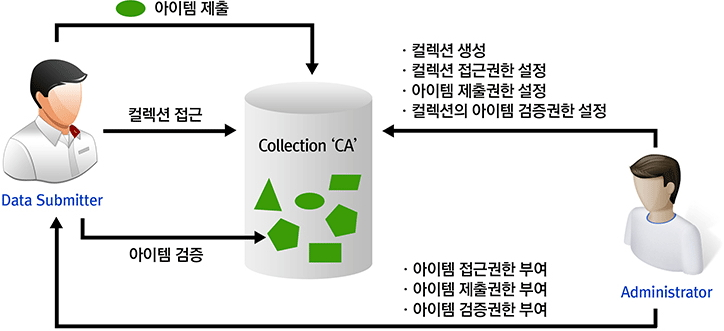 아이템 제출
· 컬렉션 생성
· 컬렉션 접근권한 설정
· 아이템 제출권한 설정
· 컬렉션의 아이템 검증권한 설정
컬렉션 접근
Collection ‘CA’
Data Submitter
아이템 검증
· 아이템 접근권한 부여
· 아이템 제출권한 부여
· 아이템 검증권한 부여
Administrator